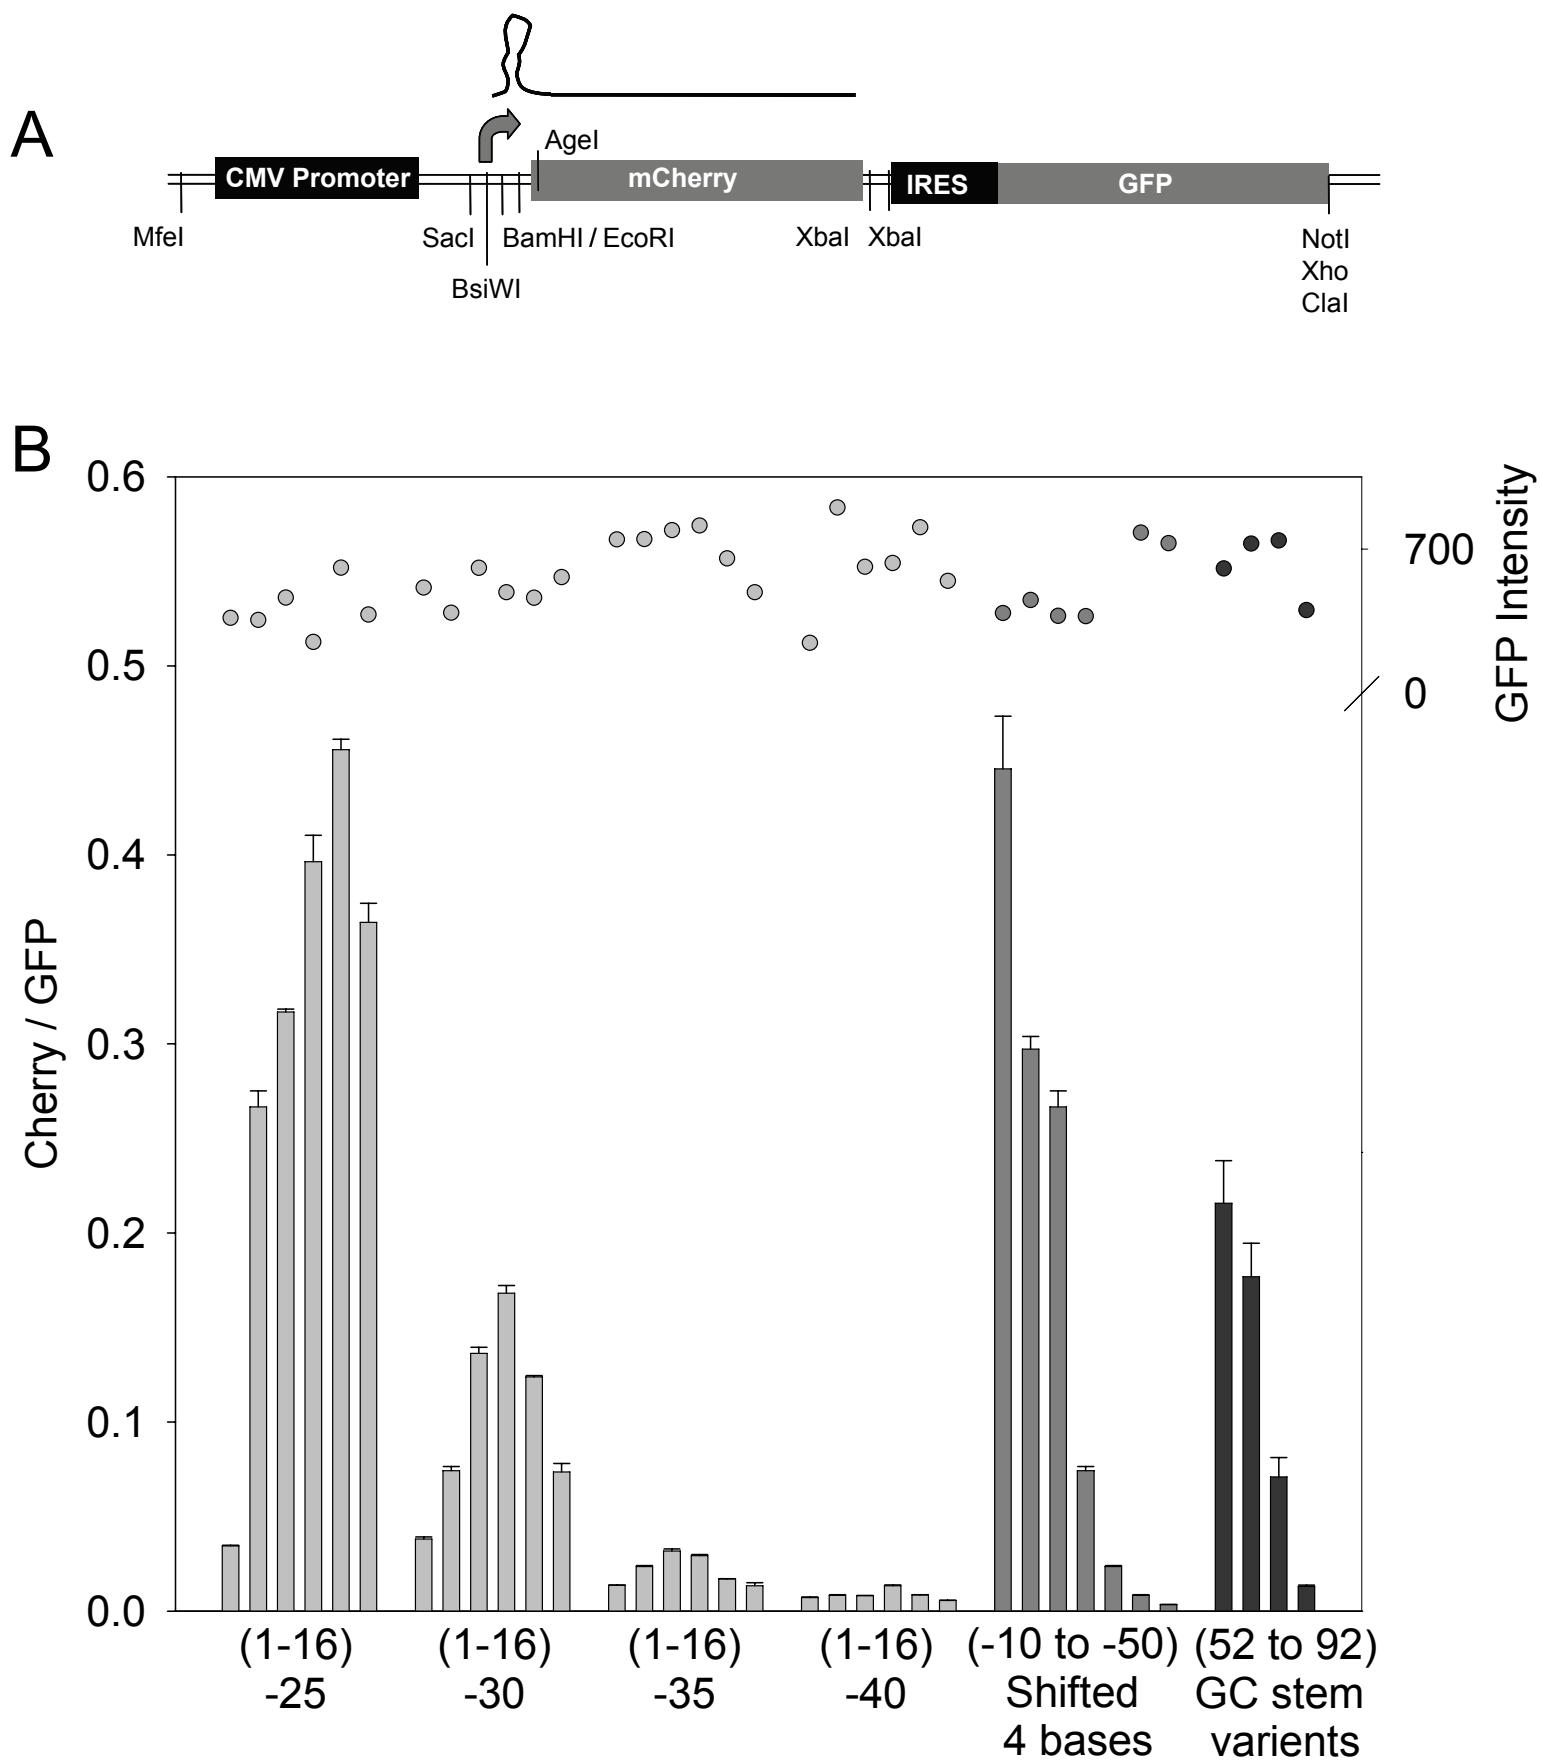 A
AgeI
CMV Promoter
mCherry
IRES
GFP
MfeI
SacI
BamHI / EcoRI
XbaI
XbaI
NotI
BsiWI
Xho
ClaI
B
0.6
0.5
0.4
0.3
0.2
0.1
0.0
Cherry / GFP
700
0
GFP Intensity
(1-16)
-25
(1-16)
-30
(1-16)
-35
(1-16)
-40
(-10 to -50)
Shifted
4 bases
(52 to 92)
GC stem
varients